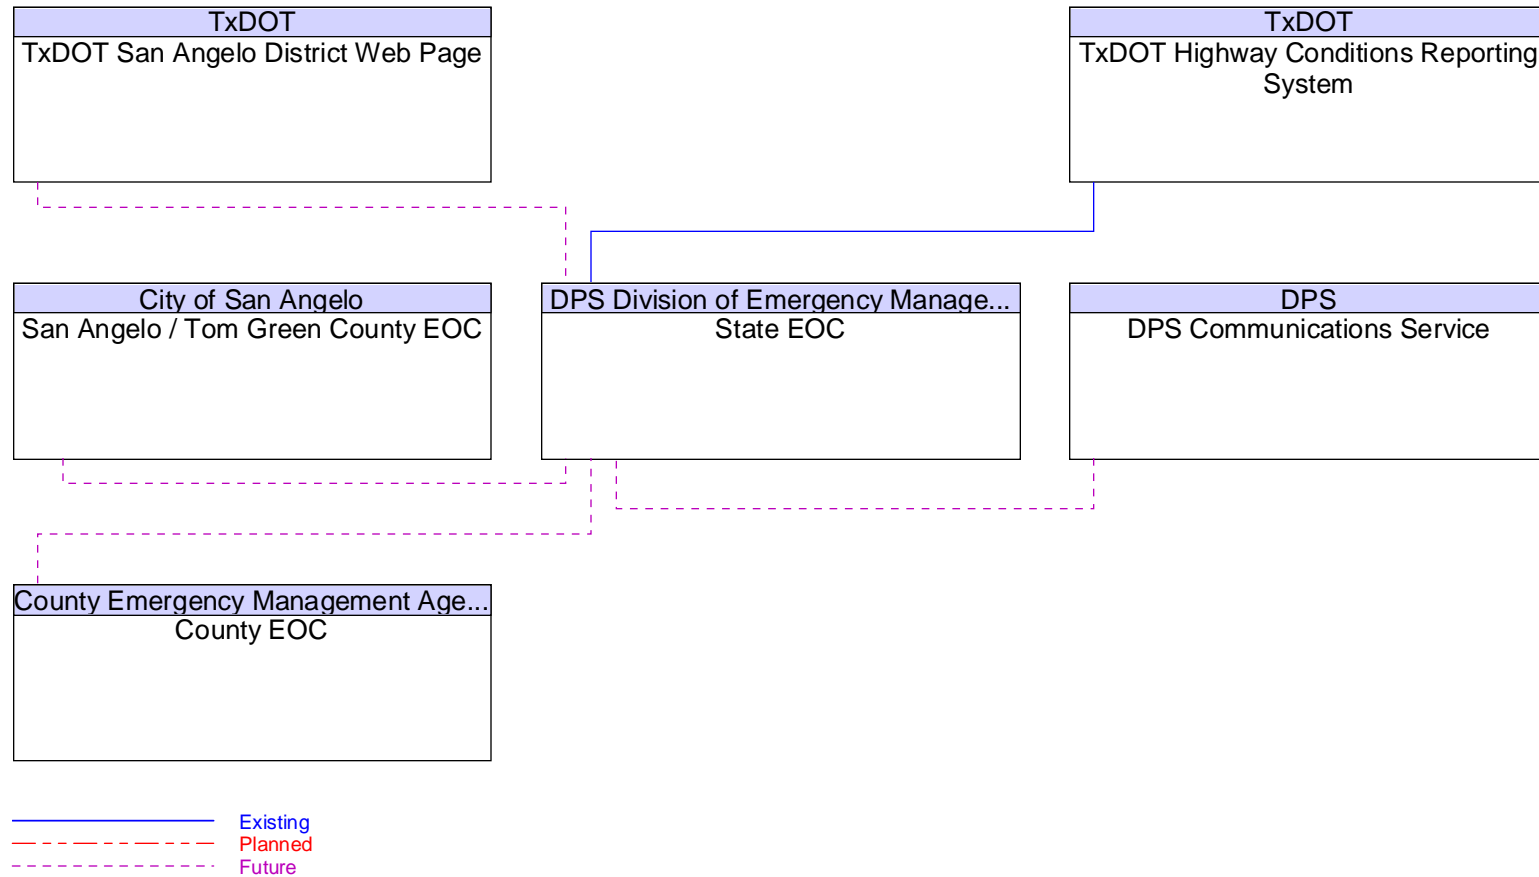 TxDOT
TxDOT San Angelo District Web Page
TxDOT
TxDOT Highway Conditions Reporting
System
City of San Angelo
San Angelo / Tom Green County EOC
DPS Division of Emergency Manage...
State EOC
DPS
DPS Communications Service
County Emergency Management Age...
County EOC
Existing
Planned
Future